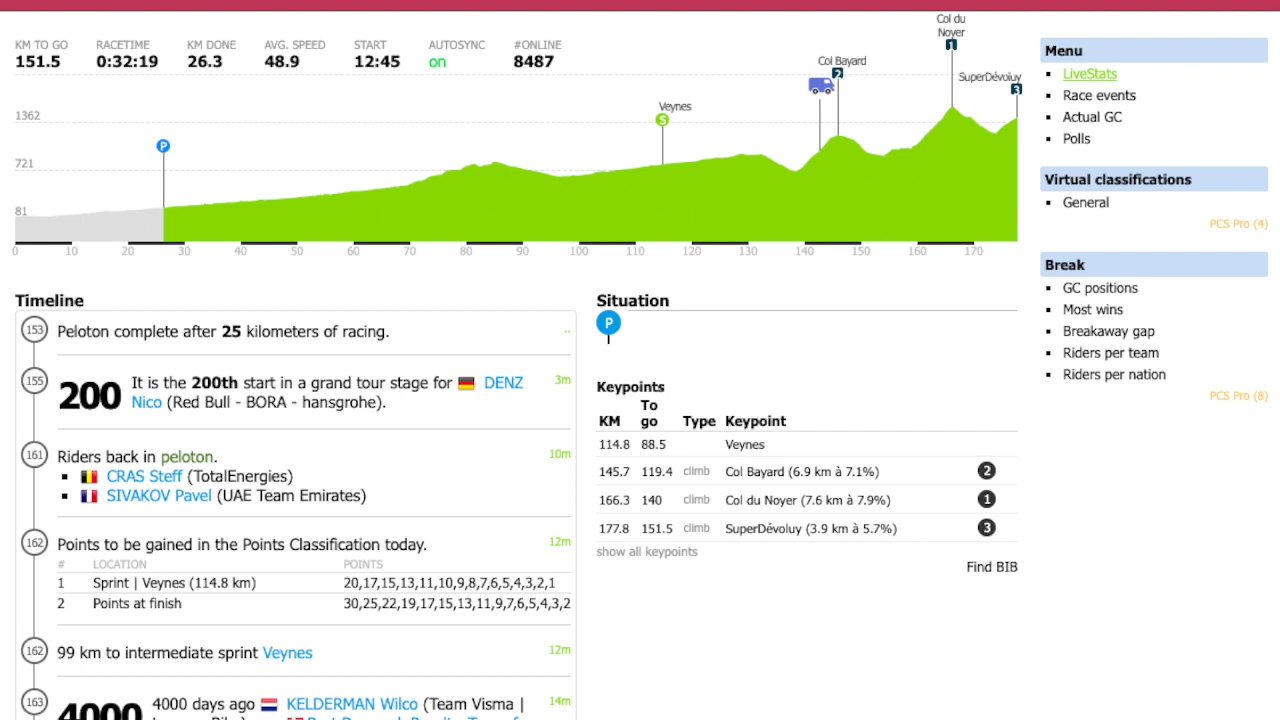 KM TO GO RACETIME KM DONE AVG. SPEED START AUTOSYNC #ONLINE
151.5 0:32:19 26.3 48.9 12:45 on 8487
Col du
Noyer
1
Col Bayard
2
SuperDévoluy
3
Veynes
S
P
1362
721
81
0 10 20 30 40 50 60 70 80 90 100 110 120 130 140 150 160 170
Menu
LiveStats
Race events
Actual GC
Polls
Virtual classifications
General
PCS Pro (4)
Break
GC positions
Most wins
Breakaway gap
Riders per team
Riders per nation
PCS Pro (8)
Timeline
153 Peloton complete after 25 kilometers of racing. ..
155 200 It is the 200th start in a grand tour stage for DENZ 3m
Nico (Red Bull - BORA - hansgrohe).
161 Riders back in peloton. 10m
CRAS Steff (TotalEnergies)
SIVAKOV Pavel (UAE Team Emirates)
162 Points to be gained in the Points Classification today. 12m
# LOCATION POINTS
1 Sprint | Veynes (114.8 km) 20,17,15,13,11,10,9,8,7,6,5,4,3,2,1
2 Points at finish 30,25,22,19,17,15,13,11,9,7,6,5,4,3,2
162 99 km to intermediate sprint Veynes 12m
163 4000 4000 days ago KELDERMAN Wilco (Team Visma | 14m
Situation
P
Keypoints
KM To go Type Keypoint
114.8 88.5 Veynes
145.7 119.4 climb Col Bayard (6.9 km à 7.1%) 2
166.3 140 climb Col du Noyer (7.6 km à 7.9%) 1
177.8 151.5 climb SuperDévoluy (3.9 km à 5.7%) 3
show all keypoints
Find BIB